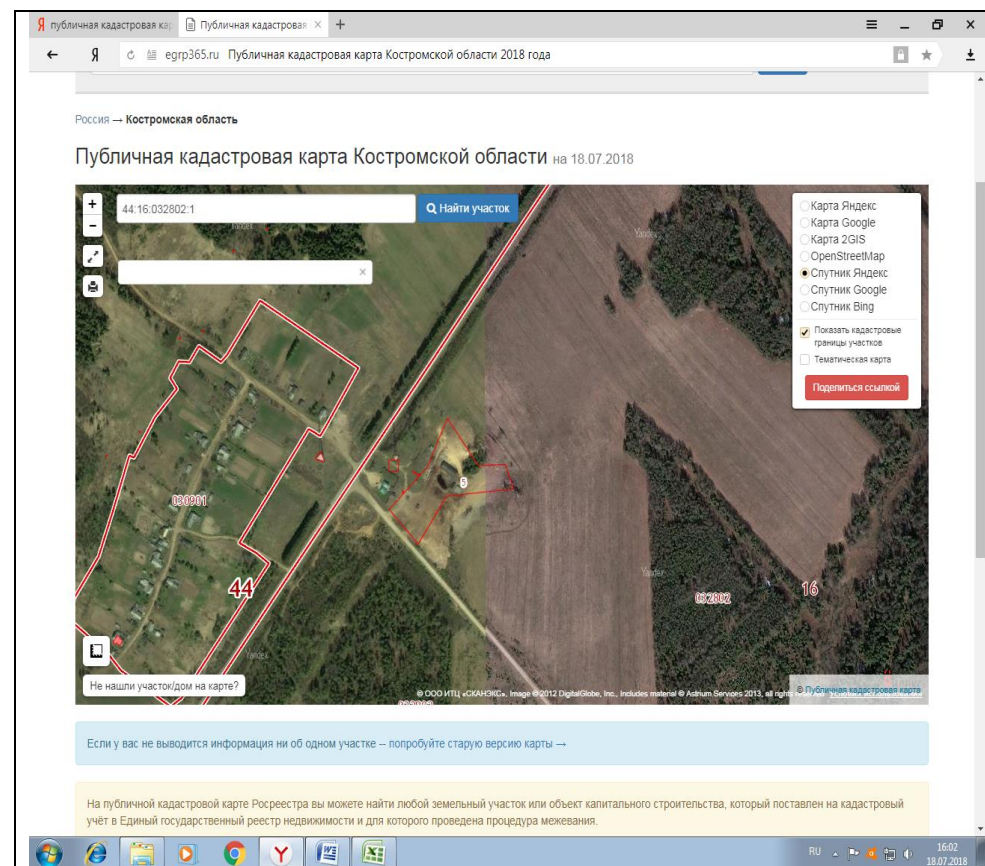 Я публичная кадастровая кар
Публичная кадастровая × +
Я egrp365.ru Публичная кадастровая карта Костромской области 2018 года
Россия → Костромская область
Публичная кадастровая карта Костромской области на 18.07.2018
+
−
44:16:032802:1
Найти участок
×
Карта Яндекс
Карта Google
Карта 2GIS
OpenStreetMap
Спутник Яндекс
Спутник Google
Спутник Bing
Показать кадастровые
границы участков
Тематическая карта
Поделиться ссылкой
Yandex
Yandex
5
030901
44
Yandex
032802
16
Yandex
Не нашли участок/дом на карте?
© ООО ИТЦ «СКАНЭКС», Image © 2012 DigitalGlobe, Inc., Includes material © Astrium Services 2013, all rights
© Публичная кадастровая карта
Если у вас не выводится информация ни об одном участке – попробуйте старую версию карты →
На публичной кадастровой карте Росреестра вы можете найти любой земельный участок или объект капитального строительства, который поставлен на кадастровый
учёт в Единый государственный реестр недвижимости и для которого проведена процедура межевания.
RU
16:02
18.07.2018